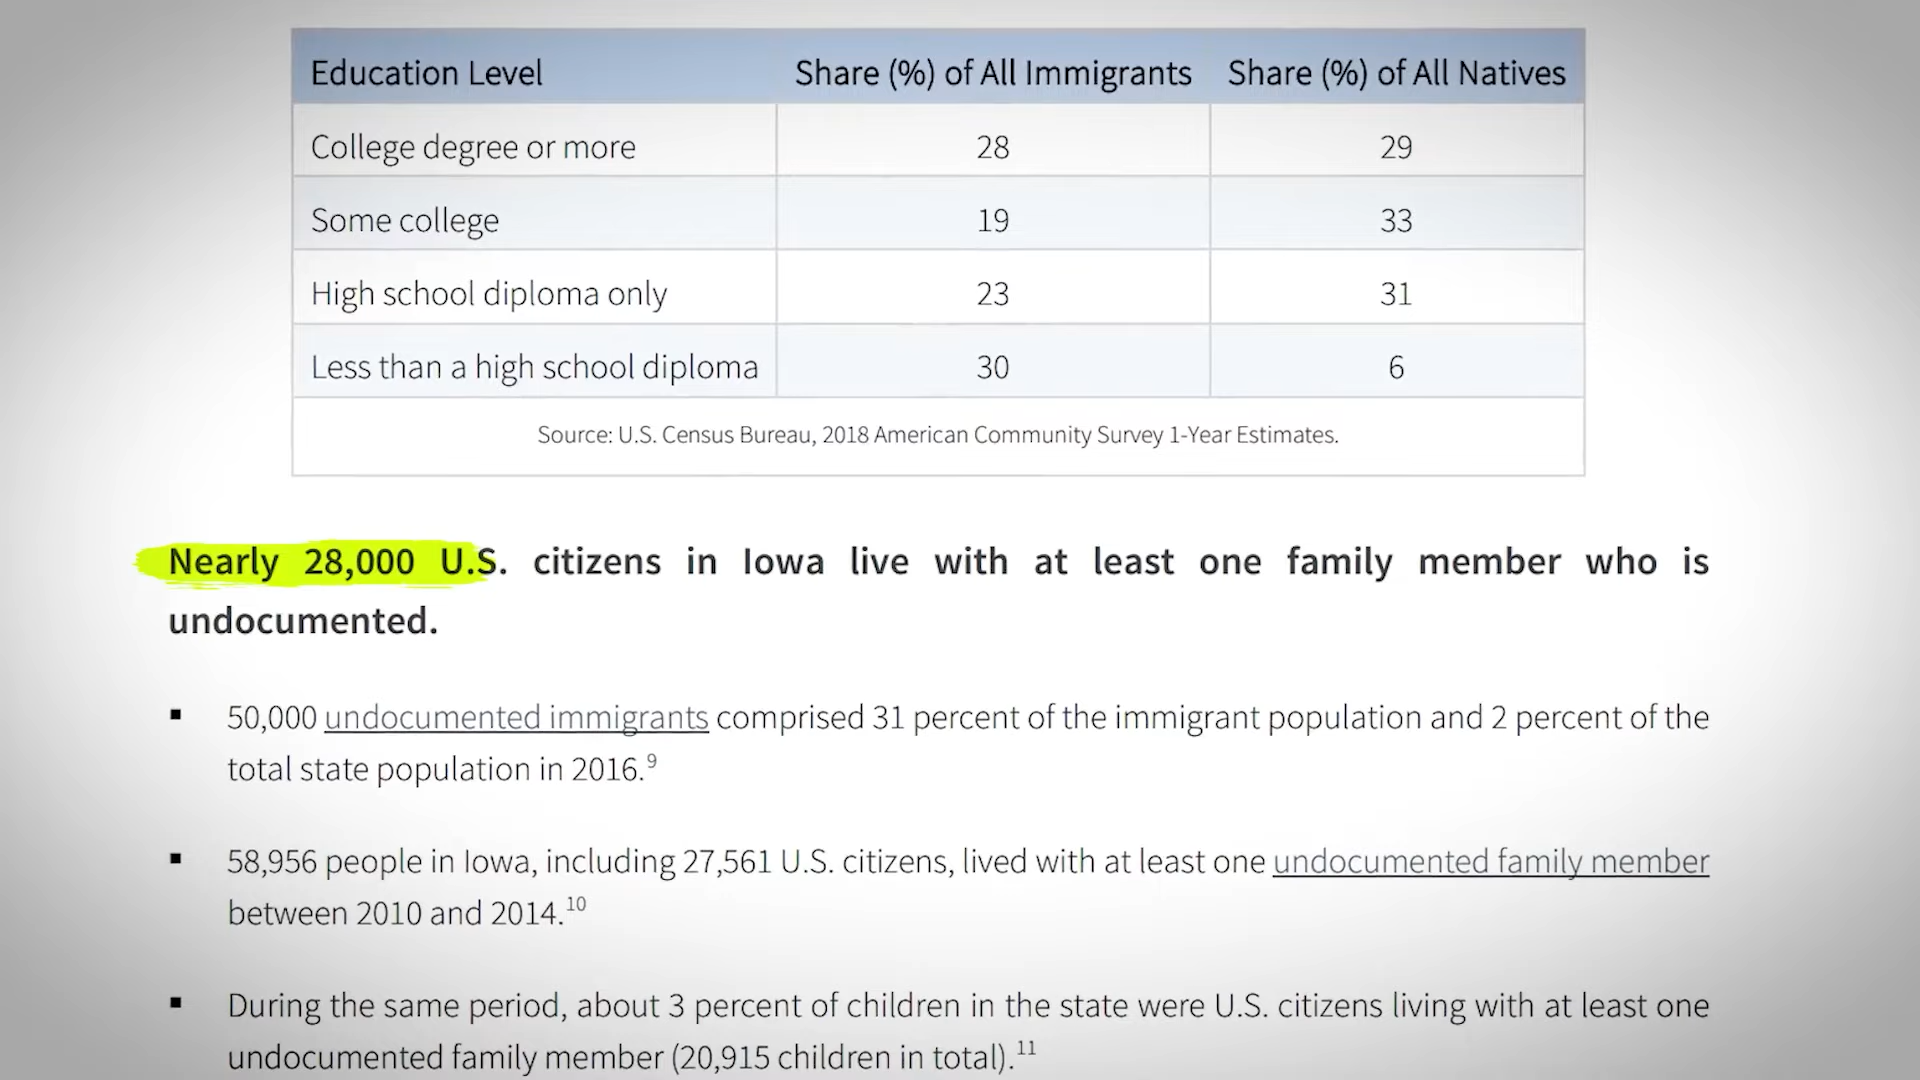 Education Level Share (%) of All Immigrants Share (%) of All Natives
College degree or more 28 29
Some college 19 33
High school diploma only 23 31
Less than a high school diploma 30 6
Source: U.S. Census Bureau, 2018 American Community Survey 1-Year Estimates.
Nearly 28,000 U.S. citizens in Iowa live with at least one family member who is
undocumented.
▪ 50,000 undocumented immigrants comprised 31 percent of the immigrant population and 2 percent of the
total state population in 2016.⁹
▪ 58,956 people in Iowa, including 27,561 U.S. citizens, lived with at least one undocumented family member
between 2010 and 2014.¹⁰
▪ During the same period, about 3 percent of children in the state were U.S. citizens living with at least one
undocumented family member (20,915 children in total).¹¹